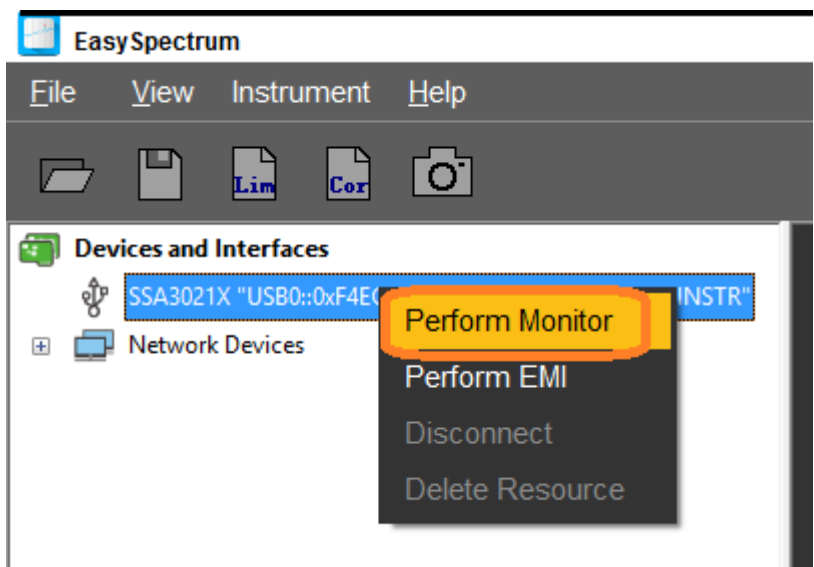 EasySpectrum
File View Instrument Help
Lim Cor
Devices and Interfaces
SSA3021X "USB0::0xF4E INSTR"
Perform Monitor
Network Devices
Perform EMI
Disconnect
Delete Resource